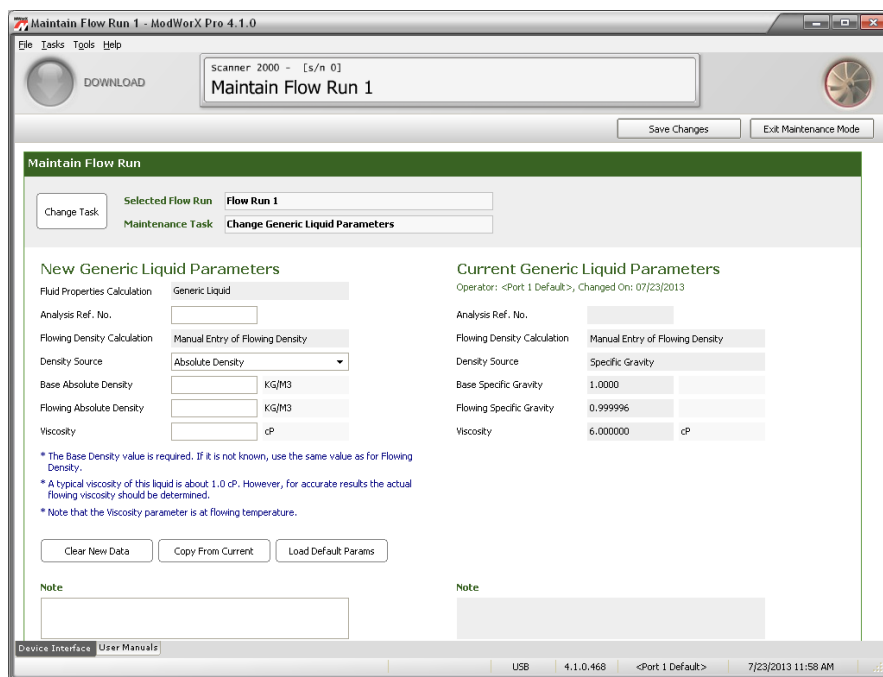 Maintain Flow Run 1 - ModWorX Pro 4.1.0
File Tasks Tools Help
DOWNLOAD
Scanner 2000 - [s/n 0]
Maintain Flow Run 1
Save Changes Exit Maintenance Mode
Maintain Flow Run
Change Task
Selected Flow Run Flow Run 1
Maintenance Task Change Generic Liquid Parameters
New Generic Liquid Parameters
Fluid Properties Calculation Generic Liquid
Analysis Ref. No.
Flowing Density Calculation Manual Entry of Flowing Density
Density Source Absolute Density
Base Absolute Density KG/M3
Flowing Absolute Density KG/M3
Viscosity cP
* The Base Density value is required. If it is not known, use the same value as for Flowing
Density.
* A typical viscosity of this liquid is about 1.0 cP. However, for accurate results the actual
flowing viscosity should be determined.
* Note that the Viscosity parameter is at flowing temperature.
Clear New Data Copy From Current Load Default Params
Note
Current Generic Liquid Parameters
Operator: <Port 1 Default>, Changed On: 07/23/2013
Analysis Ref. No.
Flowing Density Calculation Manual Entry of Flowing Density
Density Source Specific Gravity
Base Specific Gravity 1.0000
Flowing Specific Gravity 0.999996
Viscosity 6.000000 cP
Note
Device Interface User Manuals
USB 4.1.0.468 <Port 1 Default> 7/23/2013 11:58 AM